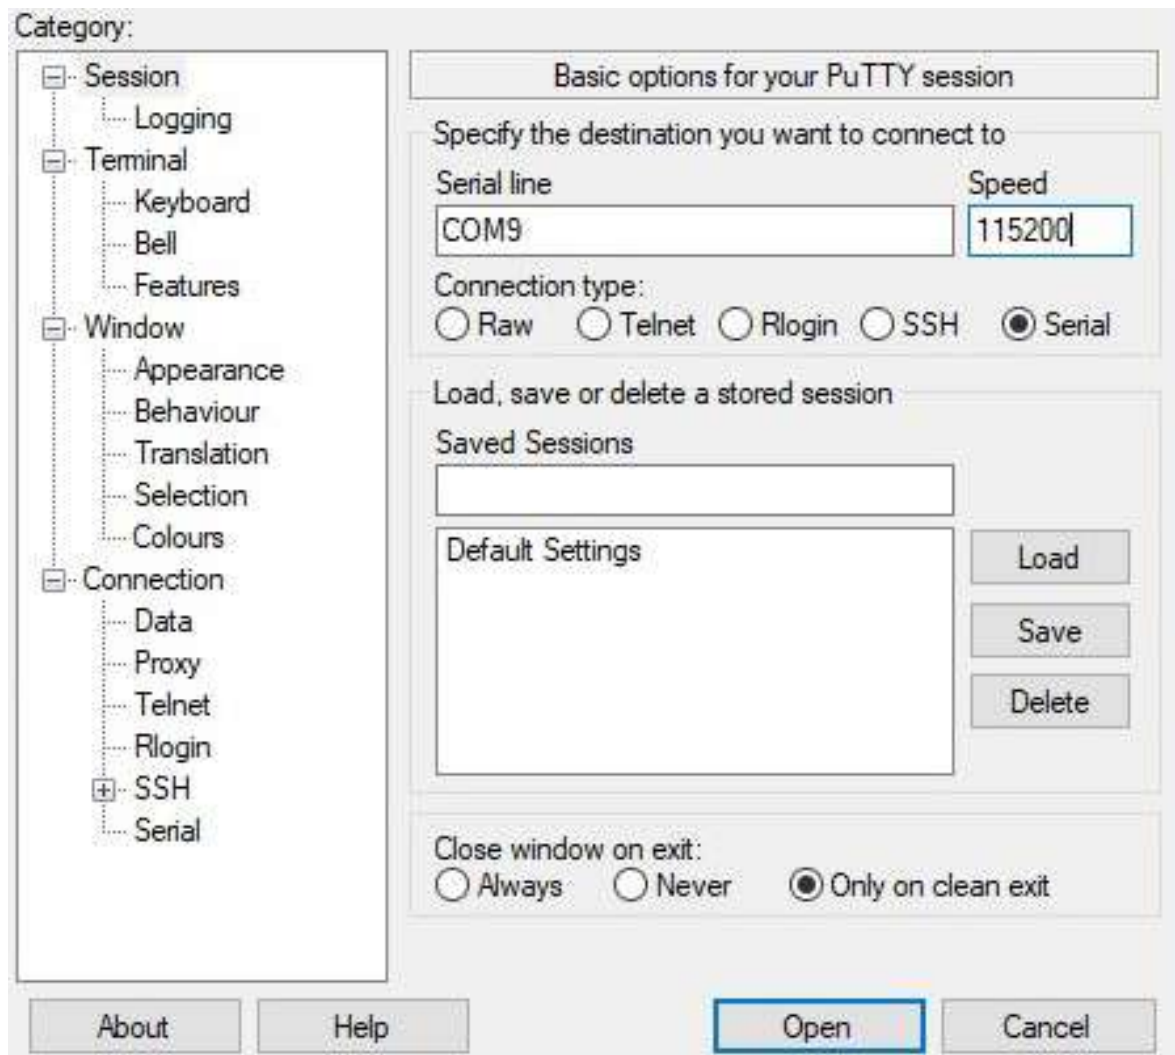 Category:
Session
Logging
Terminal
Keyboard
Bell
Features
Window
Appearance
Behaviour
Translation
Selection
Colours
Connection
Data
Proxy
Telnet
Rlogin
SSH
Serial
Basic options for your PuTTY session
Specify the destination you want to connect to
Serial line Speed
COM9 115200
Connection type:
Raw Telnet Rlogin SSH Serial
Load, save or delete a stored session
Saved Sessions
Default Settings
Load
Save
Delete
Close window on exit:
Always Never Only on clean exit
About Help Open Cancel